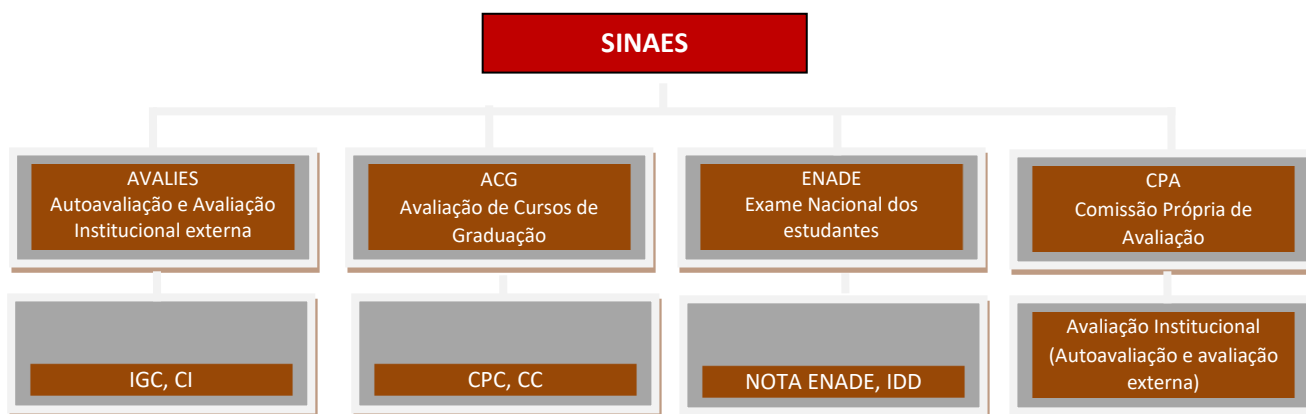 SINAES
AVALIES
Autoavaliação e Avaliação
Institucional externa
ACG
Avaliação de Cursos de
Graduação
ENADE
Exame Nacional dos
estudantes
CPA
Comissão Própria de
Avaliação
IGC, CI
CPC, CC
NOTA ENADE, IDD
Avaliação Institucional
(Autoavaliação e avaliação
externa)